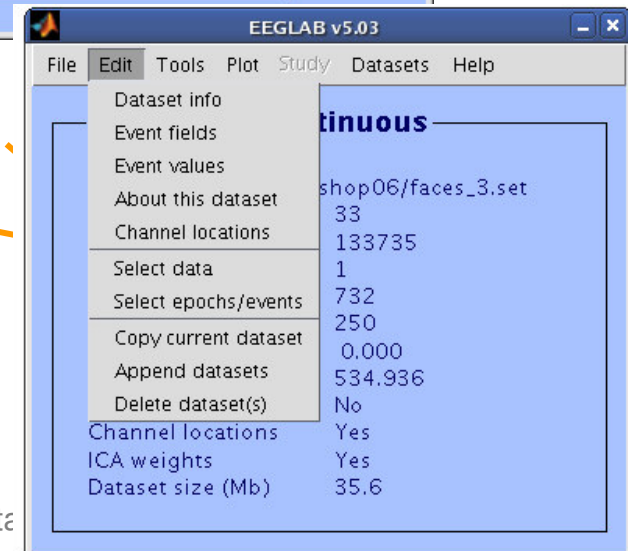 EEGLAB v5.03
File Edit Tools Plot Study Datasets Help
Dataset info
Event fields
Event values
About this dataset
Channel locations
Select data
Select epochs/events
Copy current dataset
Append datasets
Delete dataset(s)
tinuous
shop06/faces_3.set
33
133735
1
732
250
0.000
534.936
No
Channel locations Yes
ICA weights Yes
Dataset size (Mb) 35.6